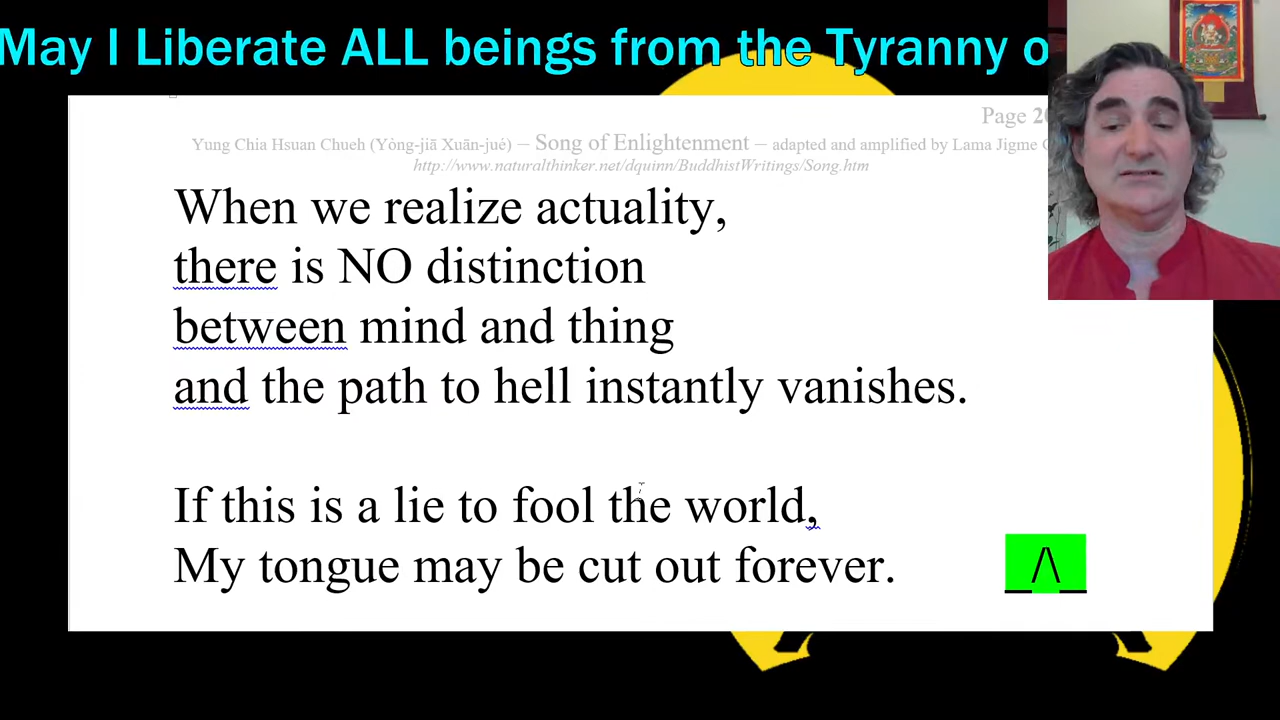 May I Liberate ALL beings from the Tyranny o
Page 20
Yung Chia Hsuan Chueh (Yòng-jiā Xuān-jué) – Song of Enlightenment – adapted and amplified by Lama Jigme
http://www.naturalthinker.net/dquinn/BuddhistWritings/Song.htm
When we realize actuality,
there is NO distinction
between mind and thing
and the path to hell instantly vanishes.
If this is a lie to fool the world,
My tongue may be cut out forever.
_/\_